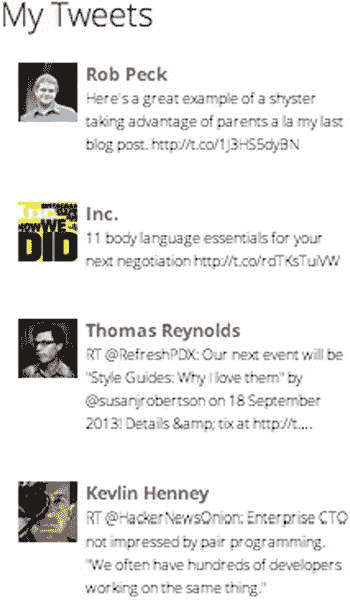 My Tweets
Rob Peck
Here's a great example of a shyster
taking advantage of parents a la my last
blog post. http://t.co/1J3HS5dyBN
WE
DID
Inc.
11 body language essentials for your
next negotiation http://t.co/rdTKsTuiVW
Thomas Reynolds
RT @RefreshPDX: Our next event will be
"Style Guides: Why I love them" by
@susanjrobertson on 18 September
2013! Details &amp; tix at http://t....
Kevlin Henney
RT @HackerNewsOnion: Enterprise CTO
not impressed by pair programming.
"We often have hundreds of developers
working on the same thing."